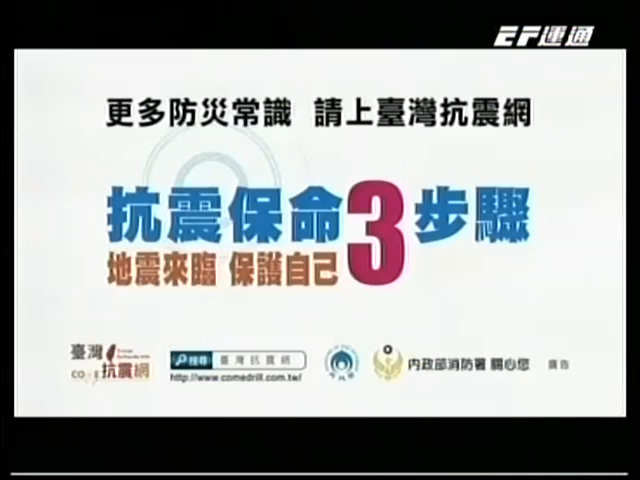 運通
更多防災常識 請上臺灣抗震網
抗震保命3步驟
地震來臨 保護自己
臺灣
抗震網
搜尋 臺灣抗震網
http://www.comedrill.com.tw/
內政部消防署 關心您
廣告